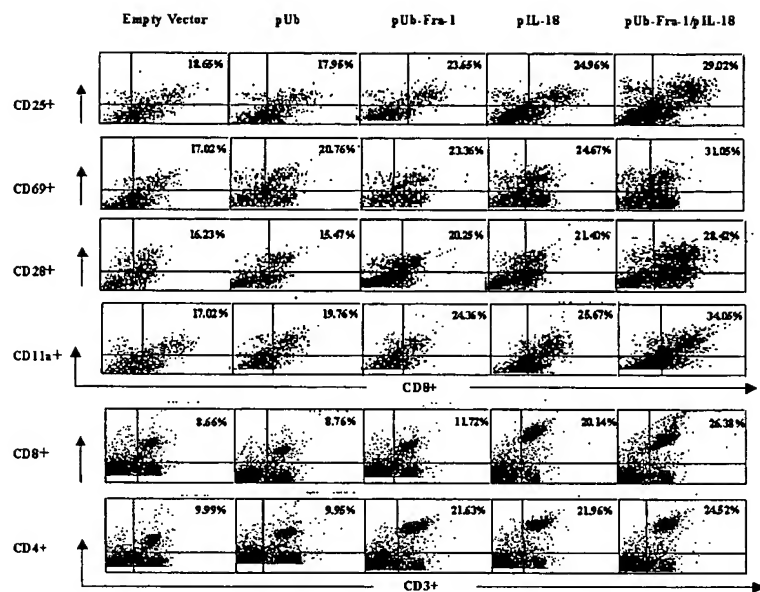 Empty Vector pUb pUb-Fra-1 pIL-18 pUb-Fra-1/pIL-18
CD25+ 18.65% 17.95% 23.65% 24.96% 29.02%
CD69+ 17.02% 20.76% 23.36% 24.67% 31.05%
CD28+ 16.23% 15.47% 20.25% 21.40% 28.42%
CD11a+ 17.02% 19.76% 24.36% 25.67% 34.05%
CD8+
CD8+ 8.66% 8.76% 11.72% 20.14% 26.38%
CD4+ 9.99% 9.95% 21.63% 21.96% 24.52%
CD3+